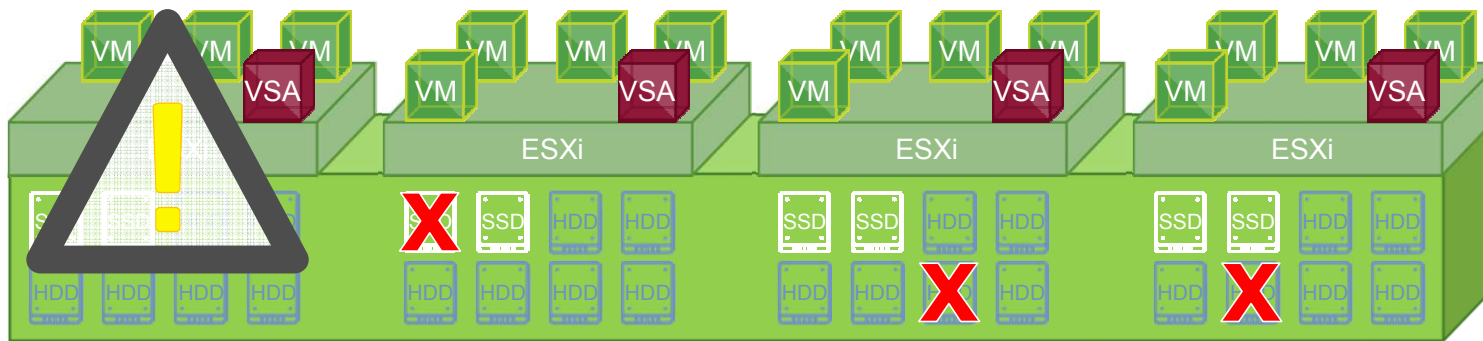 VM VM VM VM VM VM VM VM VM VM VM VM
VSA VM VSA VM VSA VM VSA
ESXi ESXi ESXi
SSD HDD HDD SSD SSD HDD HDD SSD SSD HDD HDD
HDD HDD HDD HDD HDD HDD HDD HDD HDD HDD HDD HDD HDD HDD